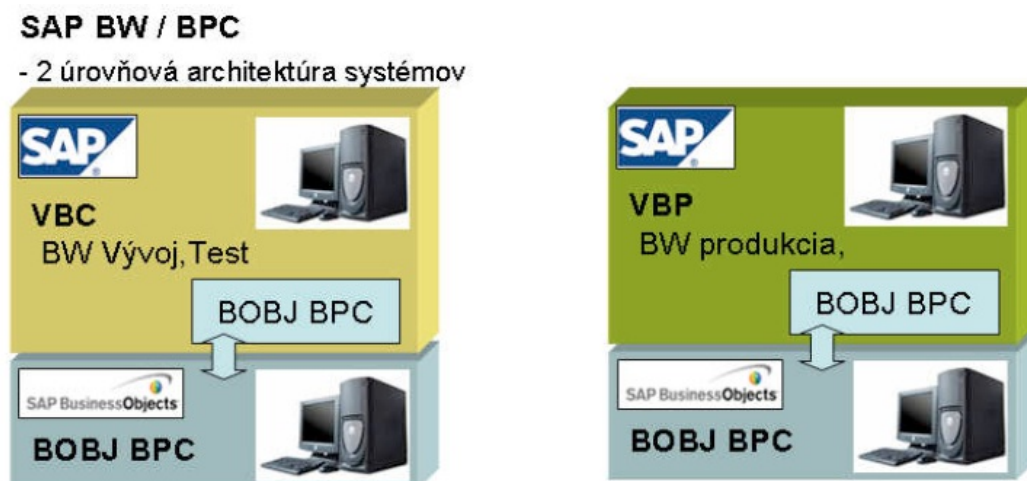 SAP BW / BPC
- 2 úrovňová architektúra systémov
SAP
VBC
BW Vývoj,Test
BOBJ BPC
SAP BusinessObjects
BOBJ BPC
SAP
VBP
BW produkcia,
BOBJ BPC
SAP BusinessObjects
BOBJ BPC